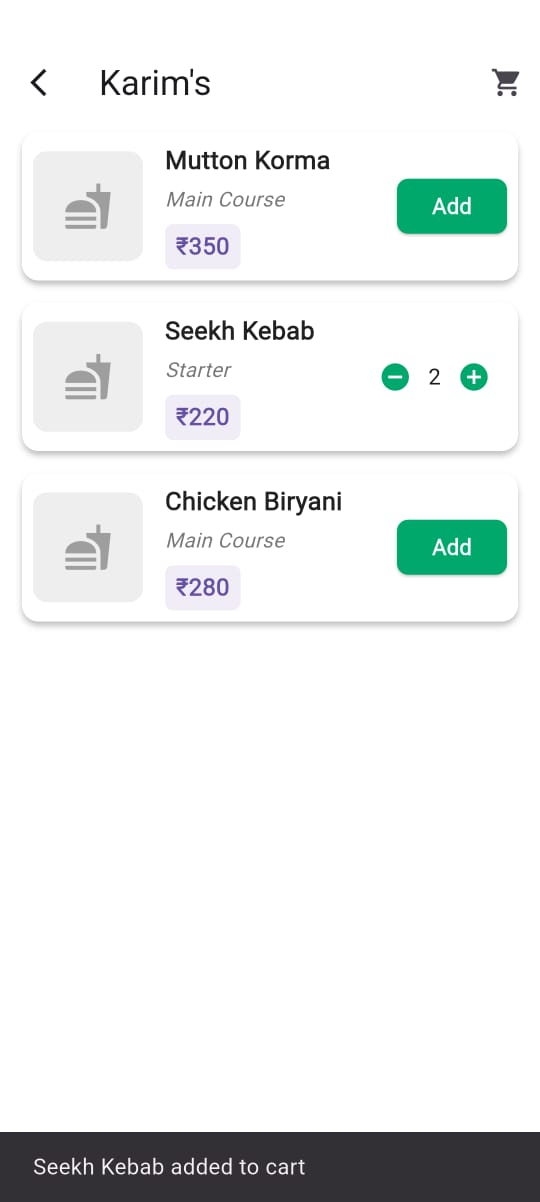 Karim's
Mutton Korma
Main Course
Add
₹350
Seekh Kebab
Starter
2
₹220
Chicken Biryani
Main Course
Add
₹280
Seekh Kebab added to cart